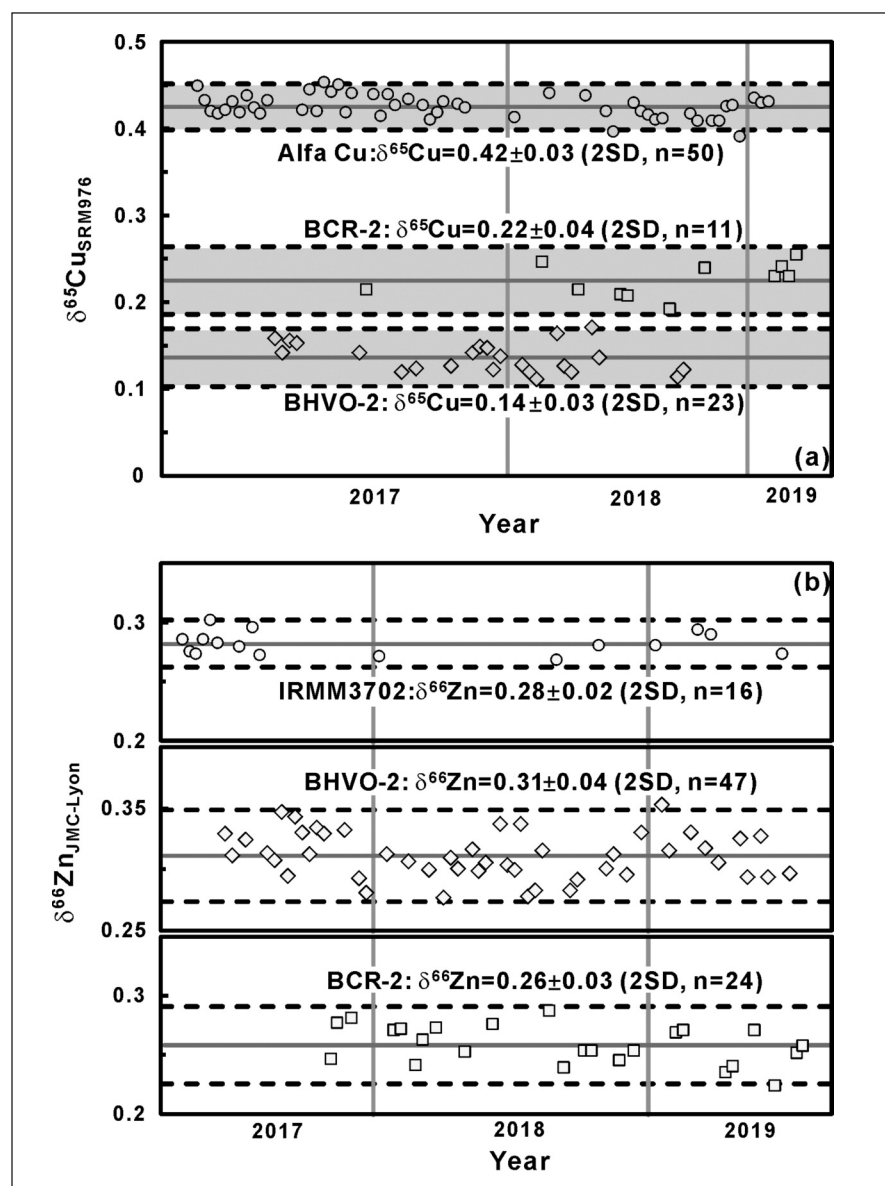 0.5
0.4
0.3
0.2
0.1
0
δ⁶⁵Cu_SRM976
Alfa Cu:δ⁶⁵Cu=0.42±0.03 (2SD, n=50)
BCR-2: δ⁶⁵Cu=0.22±0.04 (2SD, n=11)
BHVO-2: δ⁶⁵Cu=0.14±0.03 (2SD, n=23)
(a)
2017 2018 2019
Year
(b)
0.3
IRMM3702:δ⁶⁶Zn=0.28±0.02 (2SD, n=16)
0.2
BHVO-2: δ⁶⁶Zn=0.31±0.04 (2SD, n=47)
0.35
δ⁶⁶Zn_JMC-Lyon
0.25
BCR-2: δ⁶⁶Zn=0.26±0.03 (2SD, n=24)
0.3
0.2
2017 2018 2019
Year